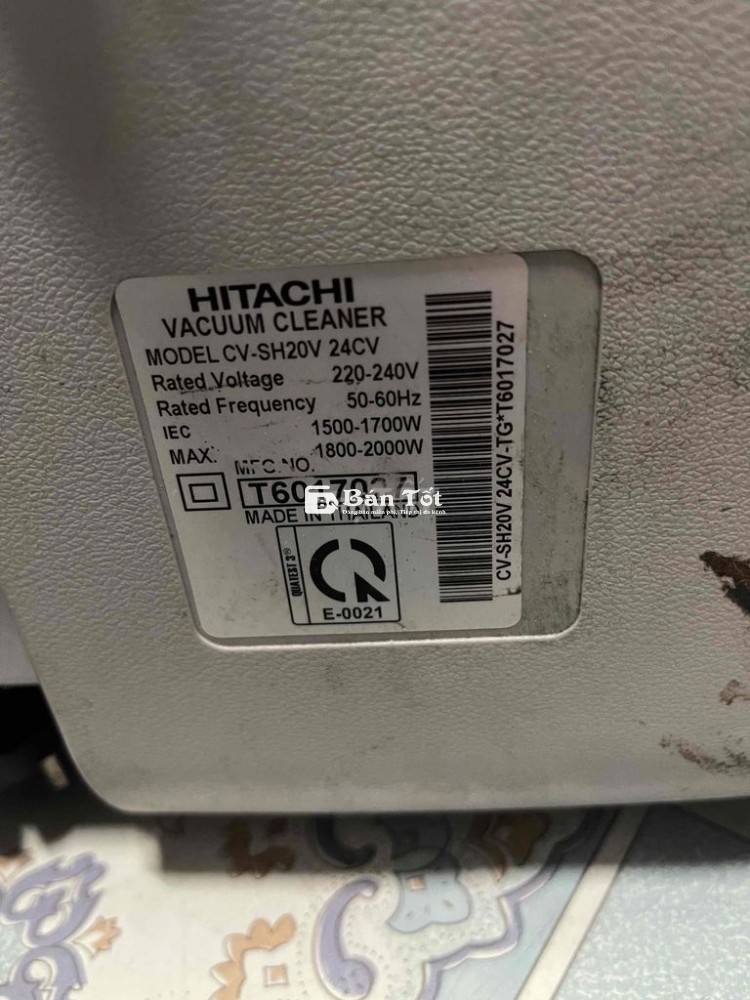 HITACHI
VACUUM CLEANER
MODEL CV-SH20V 24CV
Rated Voltage 220-240V
Rated Frequency 50-60Hz
IEC 1500-1700W
MAX. 1800-2000W
MFG.NO.
Bán Tốt
MADE IN THAILAND
QUATEST 3®
E-0021
CV-SH20V 24CV-TG*T6017027